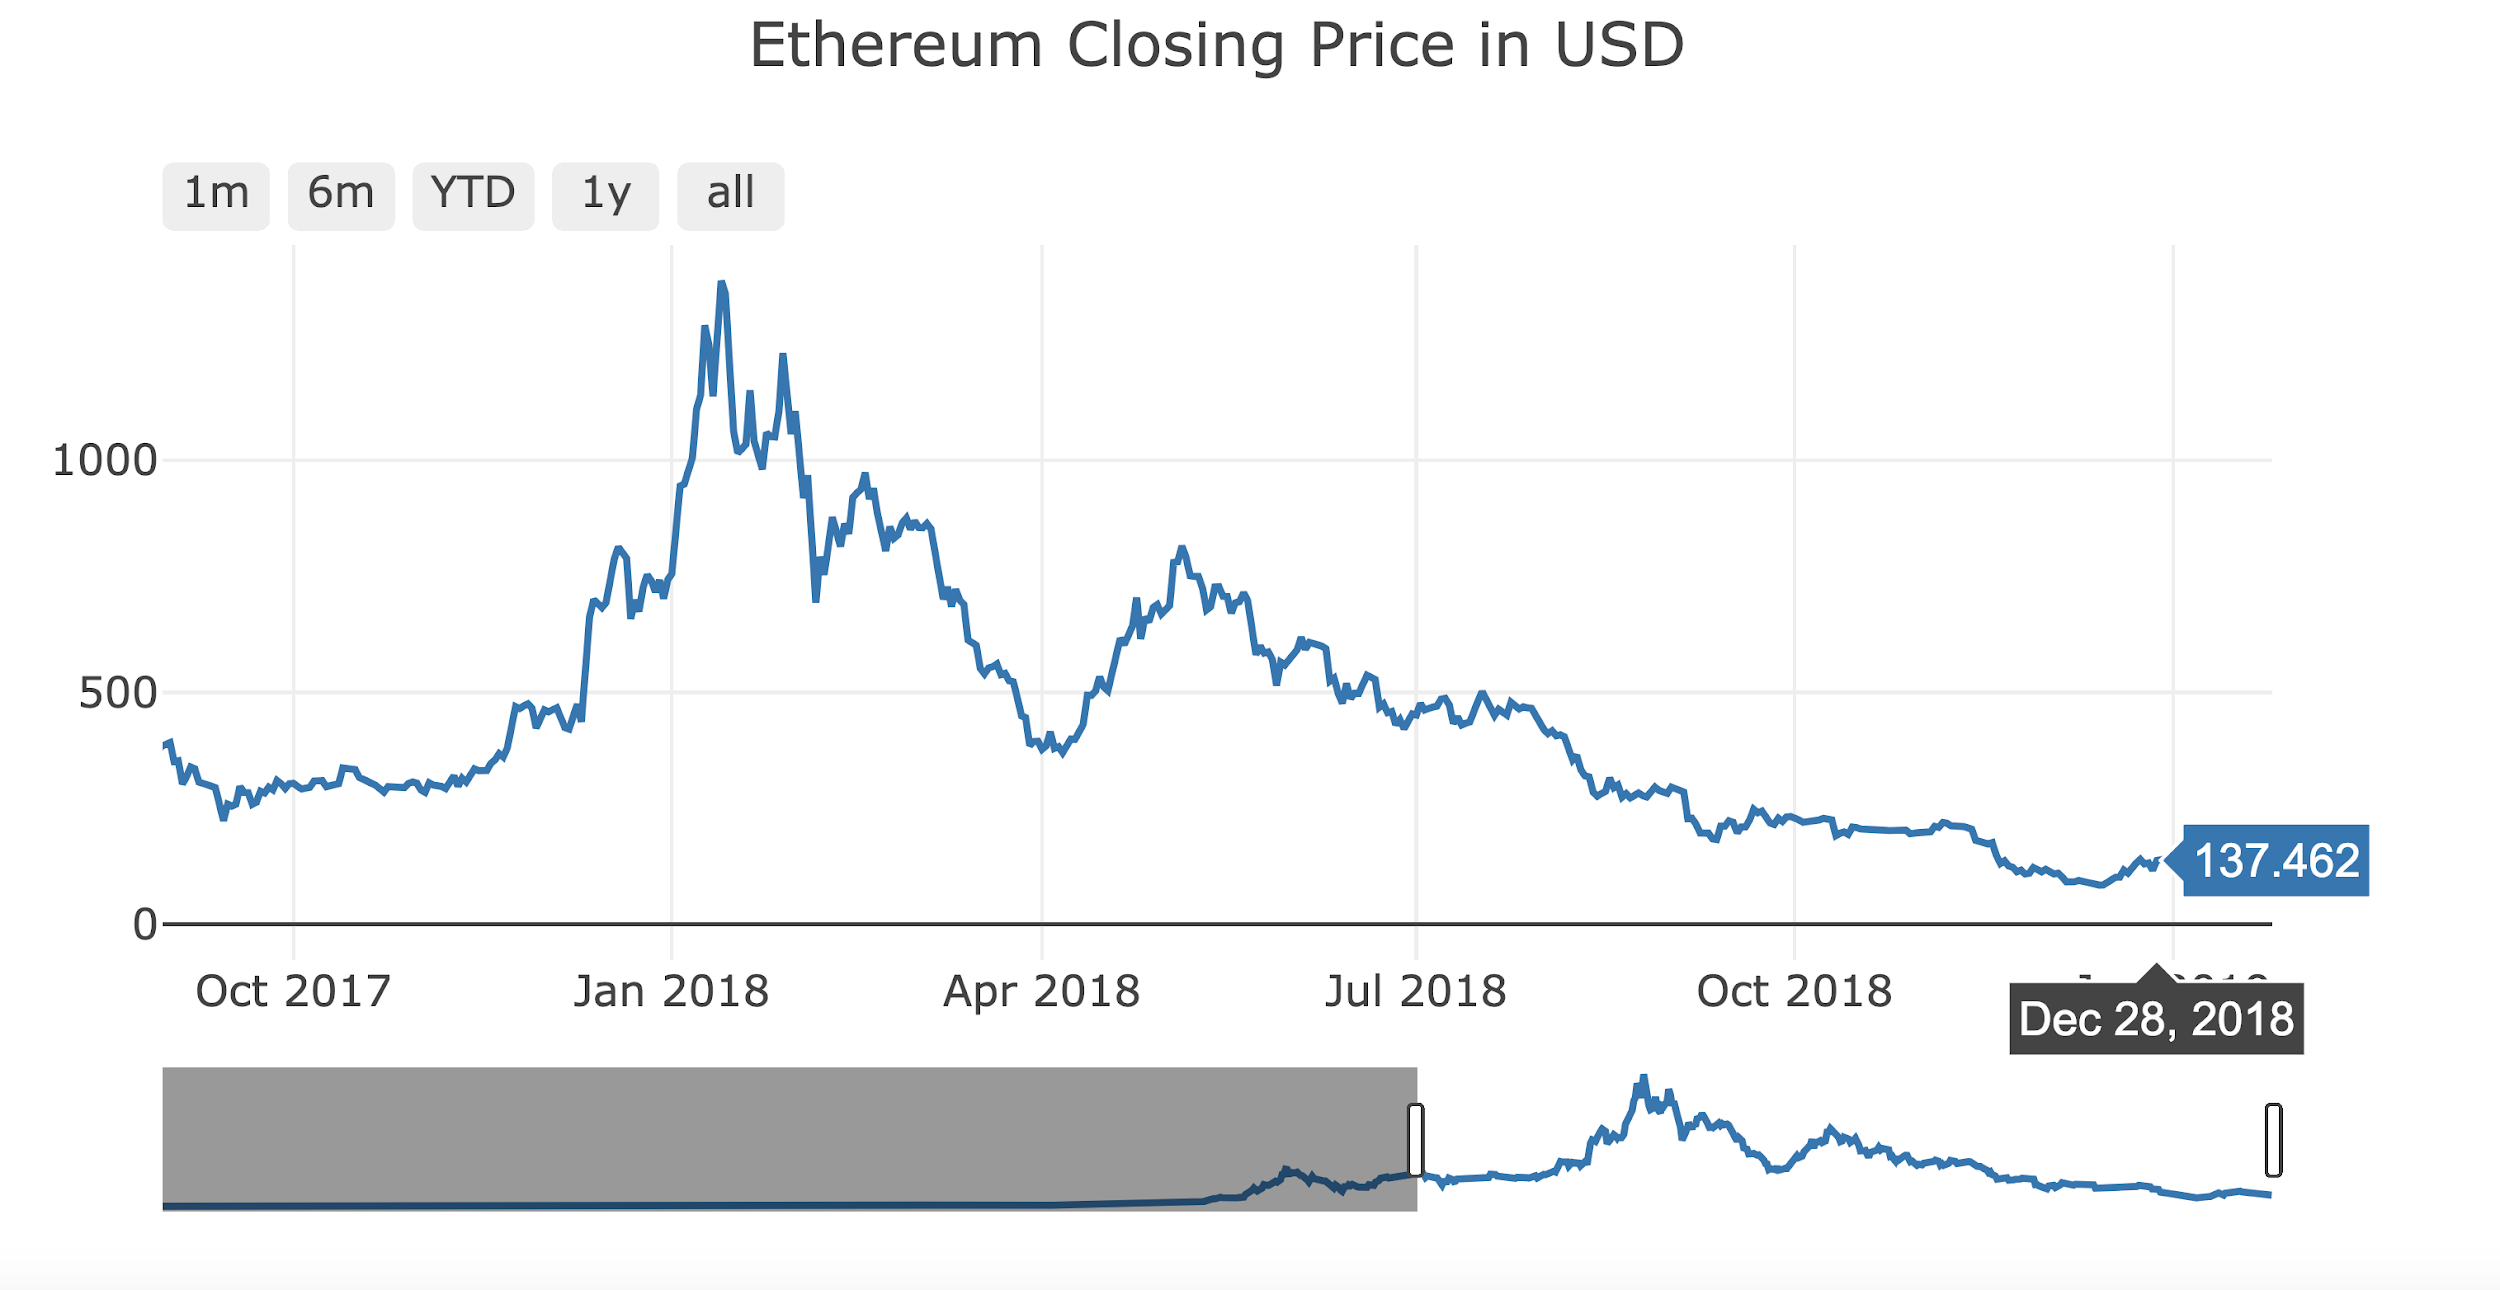 Ethereum Closing Price in USD
1m 6m YTD 1y all
1000
500
0
137.462
Oct 2017 Jan 2018 Apr 2018 Jul 2018 Oct 2018
Dec 28, 2018